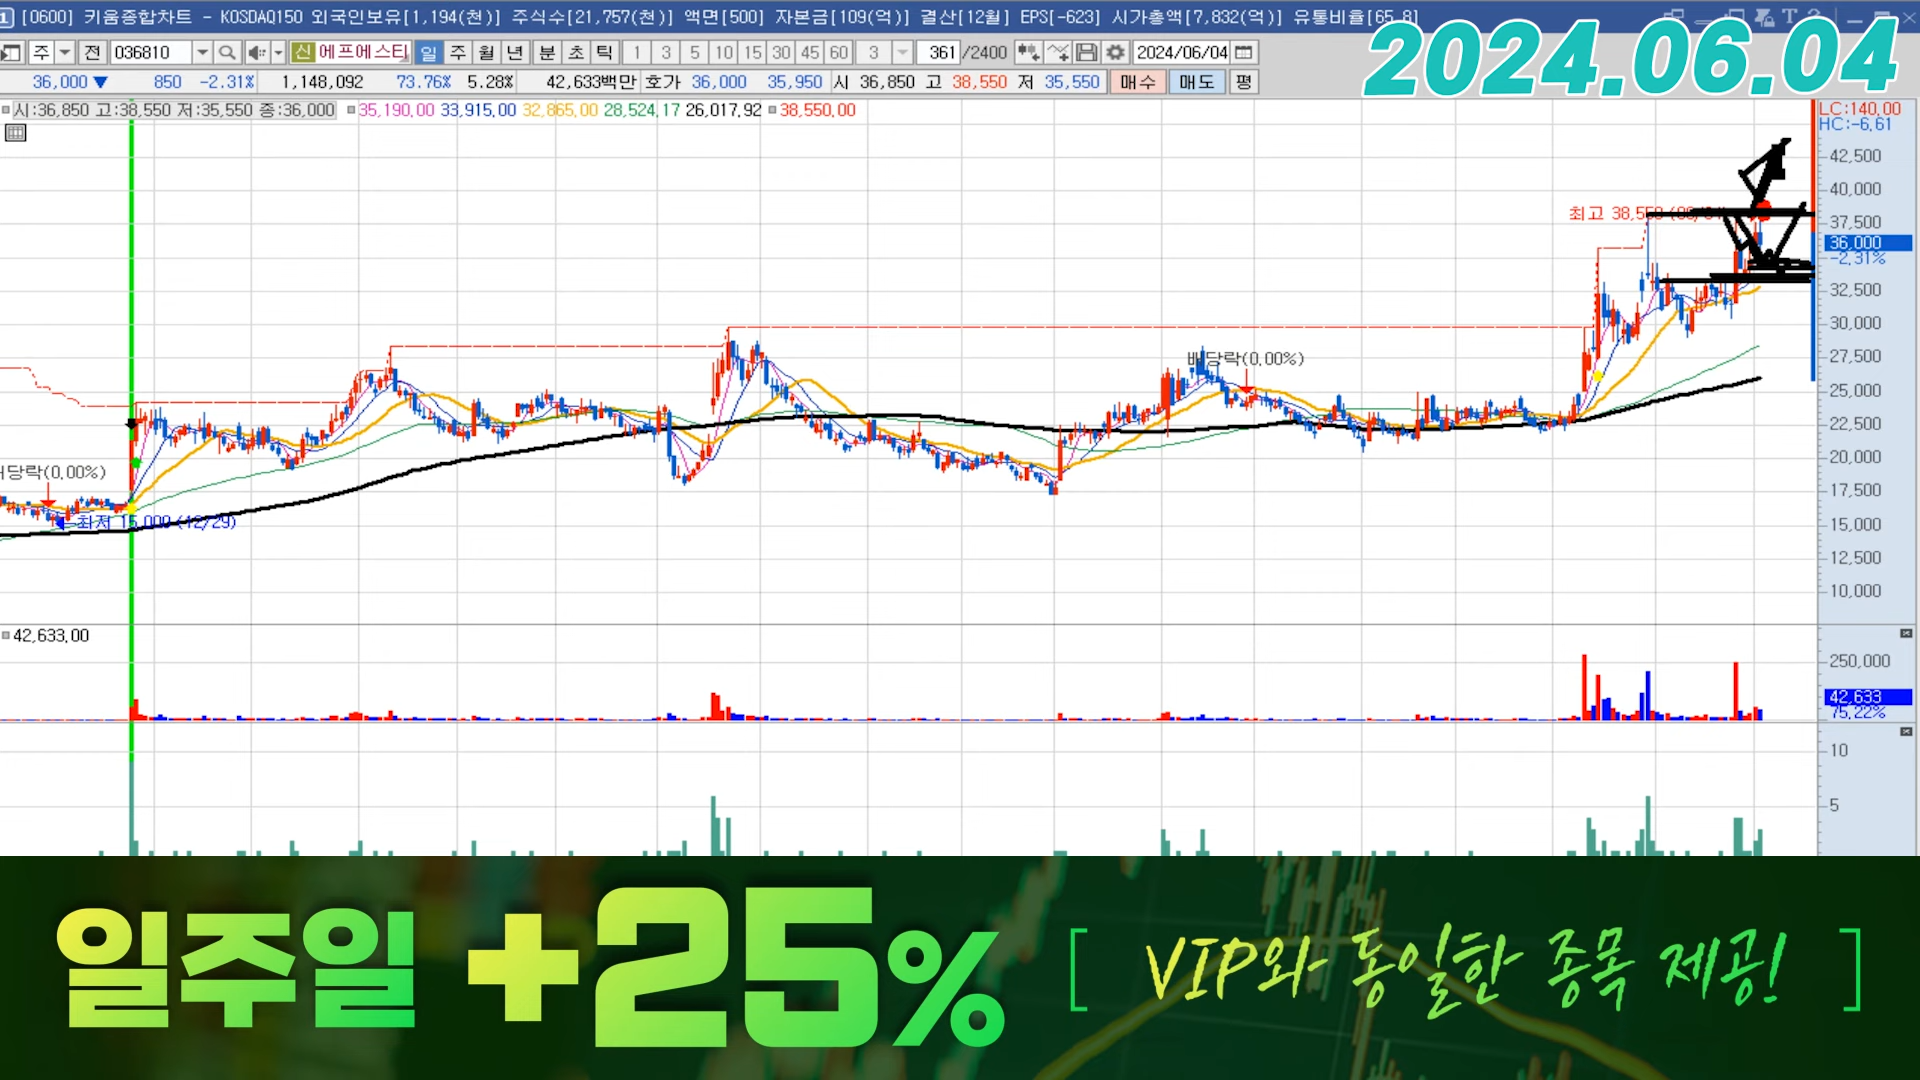 [0600] 키움종합차트 - KOSDAQ150 외국인보유[1,194(천)] 주식수[21,757(천)] 액면[500] 자본금[109(억)] 결산[12월] EPS[-623] 시가총액[7,832(억)] 유통비율[65.8]
2024.06.04
주 전 036810 신 에프에스티 일 주 월 년 분 초 틱 1 3 5 10 15 30 45 60 3 361 /2400 2024/06/04
36,000 ▼ 850 -2.31% 1,148,092 73.76% 5.28% 42,633백만 호가 36,000 35,950 시 36,850 고 38,550 저 35,550 매수 매도 평
시:36,850 고:38,550 저:35,550 종:36,000 35,190.00 33,915.00 32,865.00 28,524.17 26,017.92 38,550.00
LC:140.00
HC:-6.61
42,500
40,000
최고 38,550
37,500
36,000
-2.31%
32,500
30,000
배당락(0.00%)
27,500
25,000
22,500
20,000
당락(0.00%)
17,500
최저 15,000 (12/29)
15,000
12,500
10,000
42,633.00
250,000
42,633
75.22%
10
5
일주일 +25% [ VIP와 동일한 종목 제공! ]